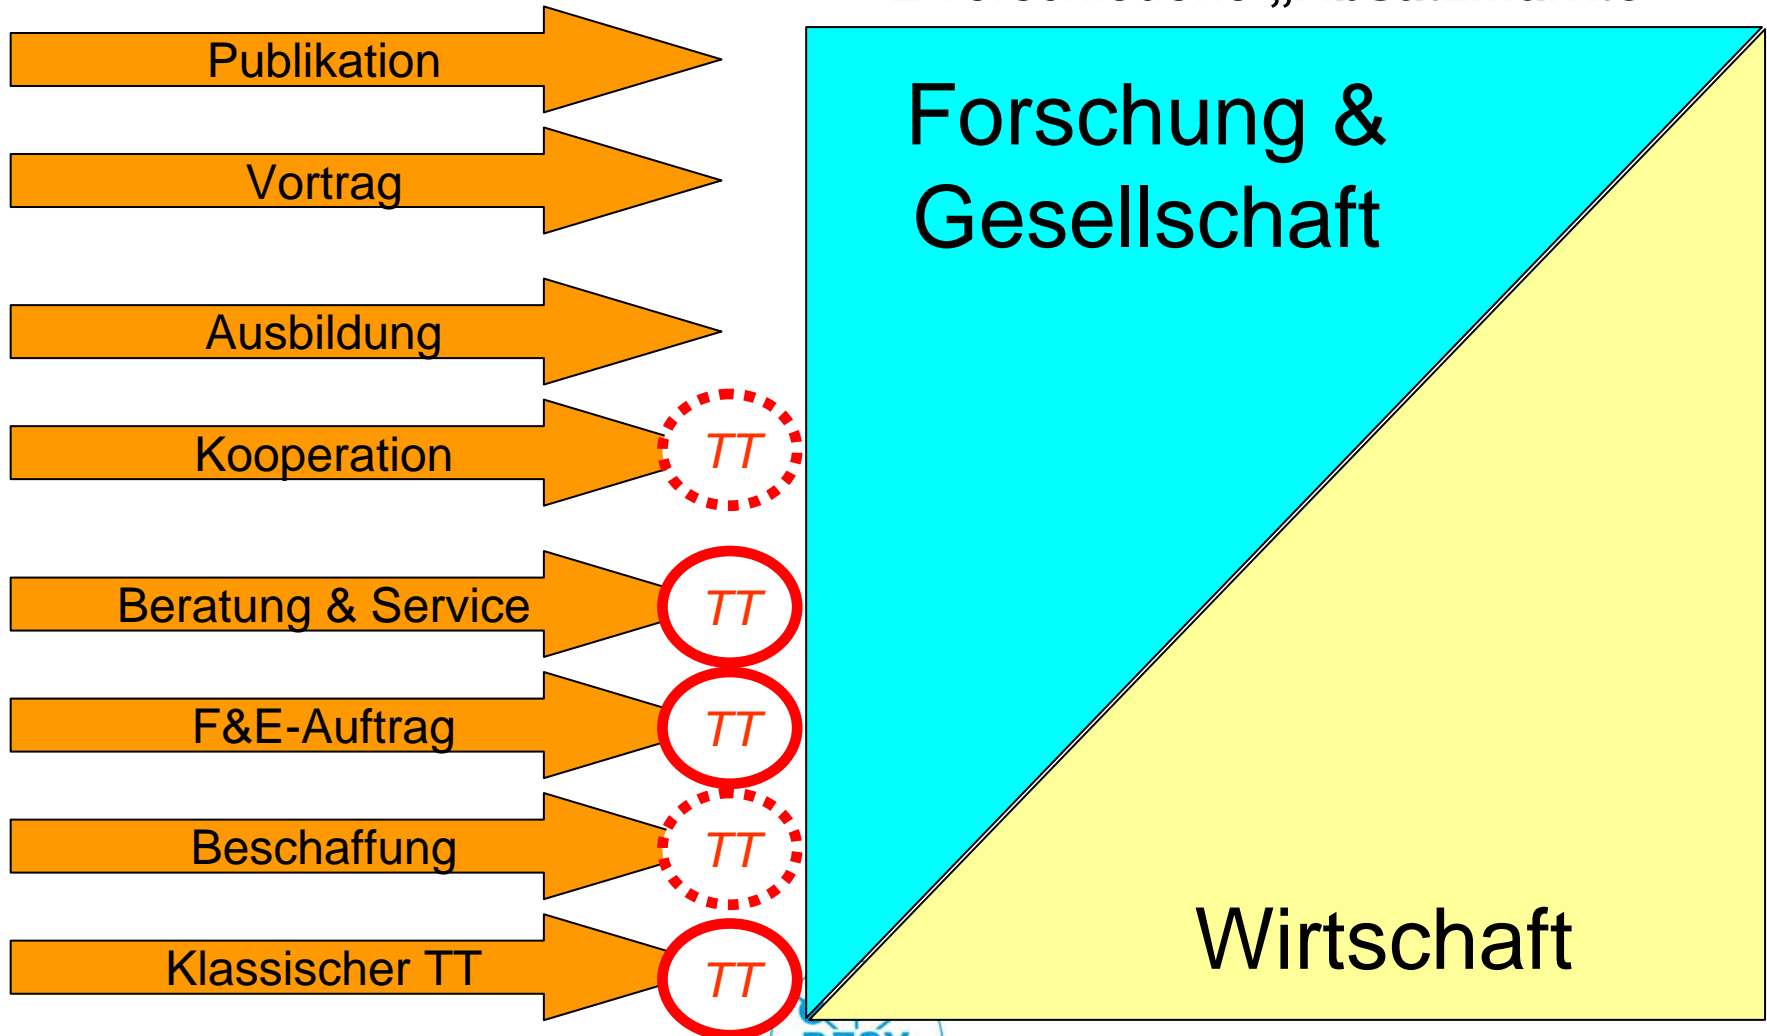 Publikation
Vortrag
Ausbildung
Kooperation
TT
Beratung & Service
TT
F&E-Auftrag
TT
Beschaffung
TT
Klassischer TT
TT
Forschung &
Gesellschaft
Wirtschaft